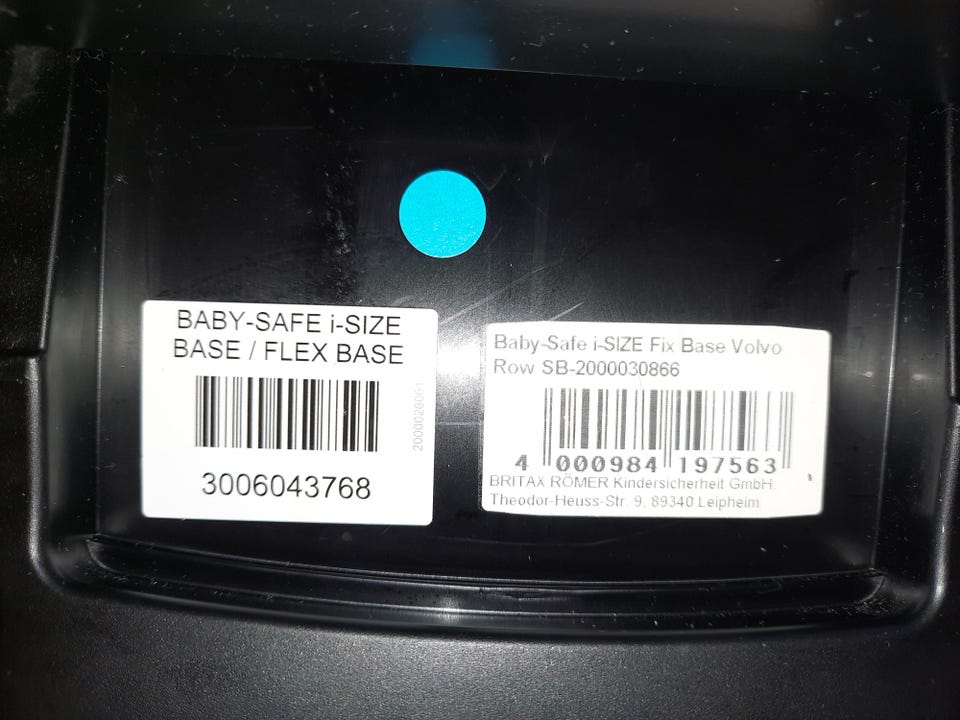 BABY-SAFE i-SIZE
BASE / FLEX BASE
3006043768
Baby-Safe i-SIZE Fix Base Volvo
Row SB-2000030866
4 000984 197563
BRITAX RÖMER Kindersicherheit GmbH.
Theodor-Heuss-Str. 9, 89340 Leipheim